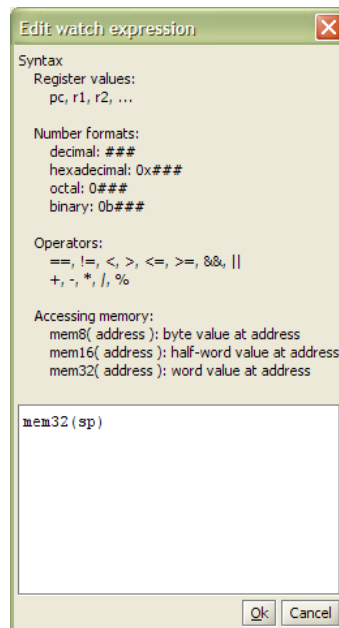 Edit watch expression
Syntax
Register values:
pc, r1, r2, ...
Number formats:
decimal: ###
hexadecimal: 0x###
octal: 0###
binary: 0b###
Operators:
==, !=, <, >, <=, >=, &&, ||
+, -, *, /, %
Accessing memory:
mem8( address ): byte value at address
mem16( address ): half-word value at address
mem32( address ): word value at address
mem32(sp)
Ok Cancel